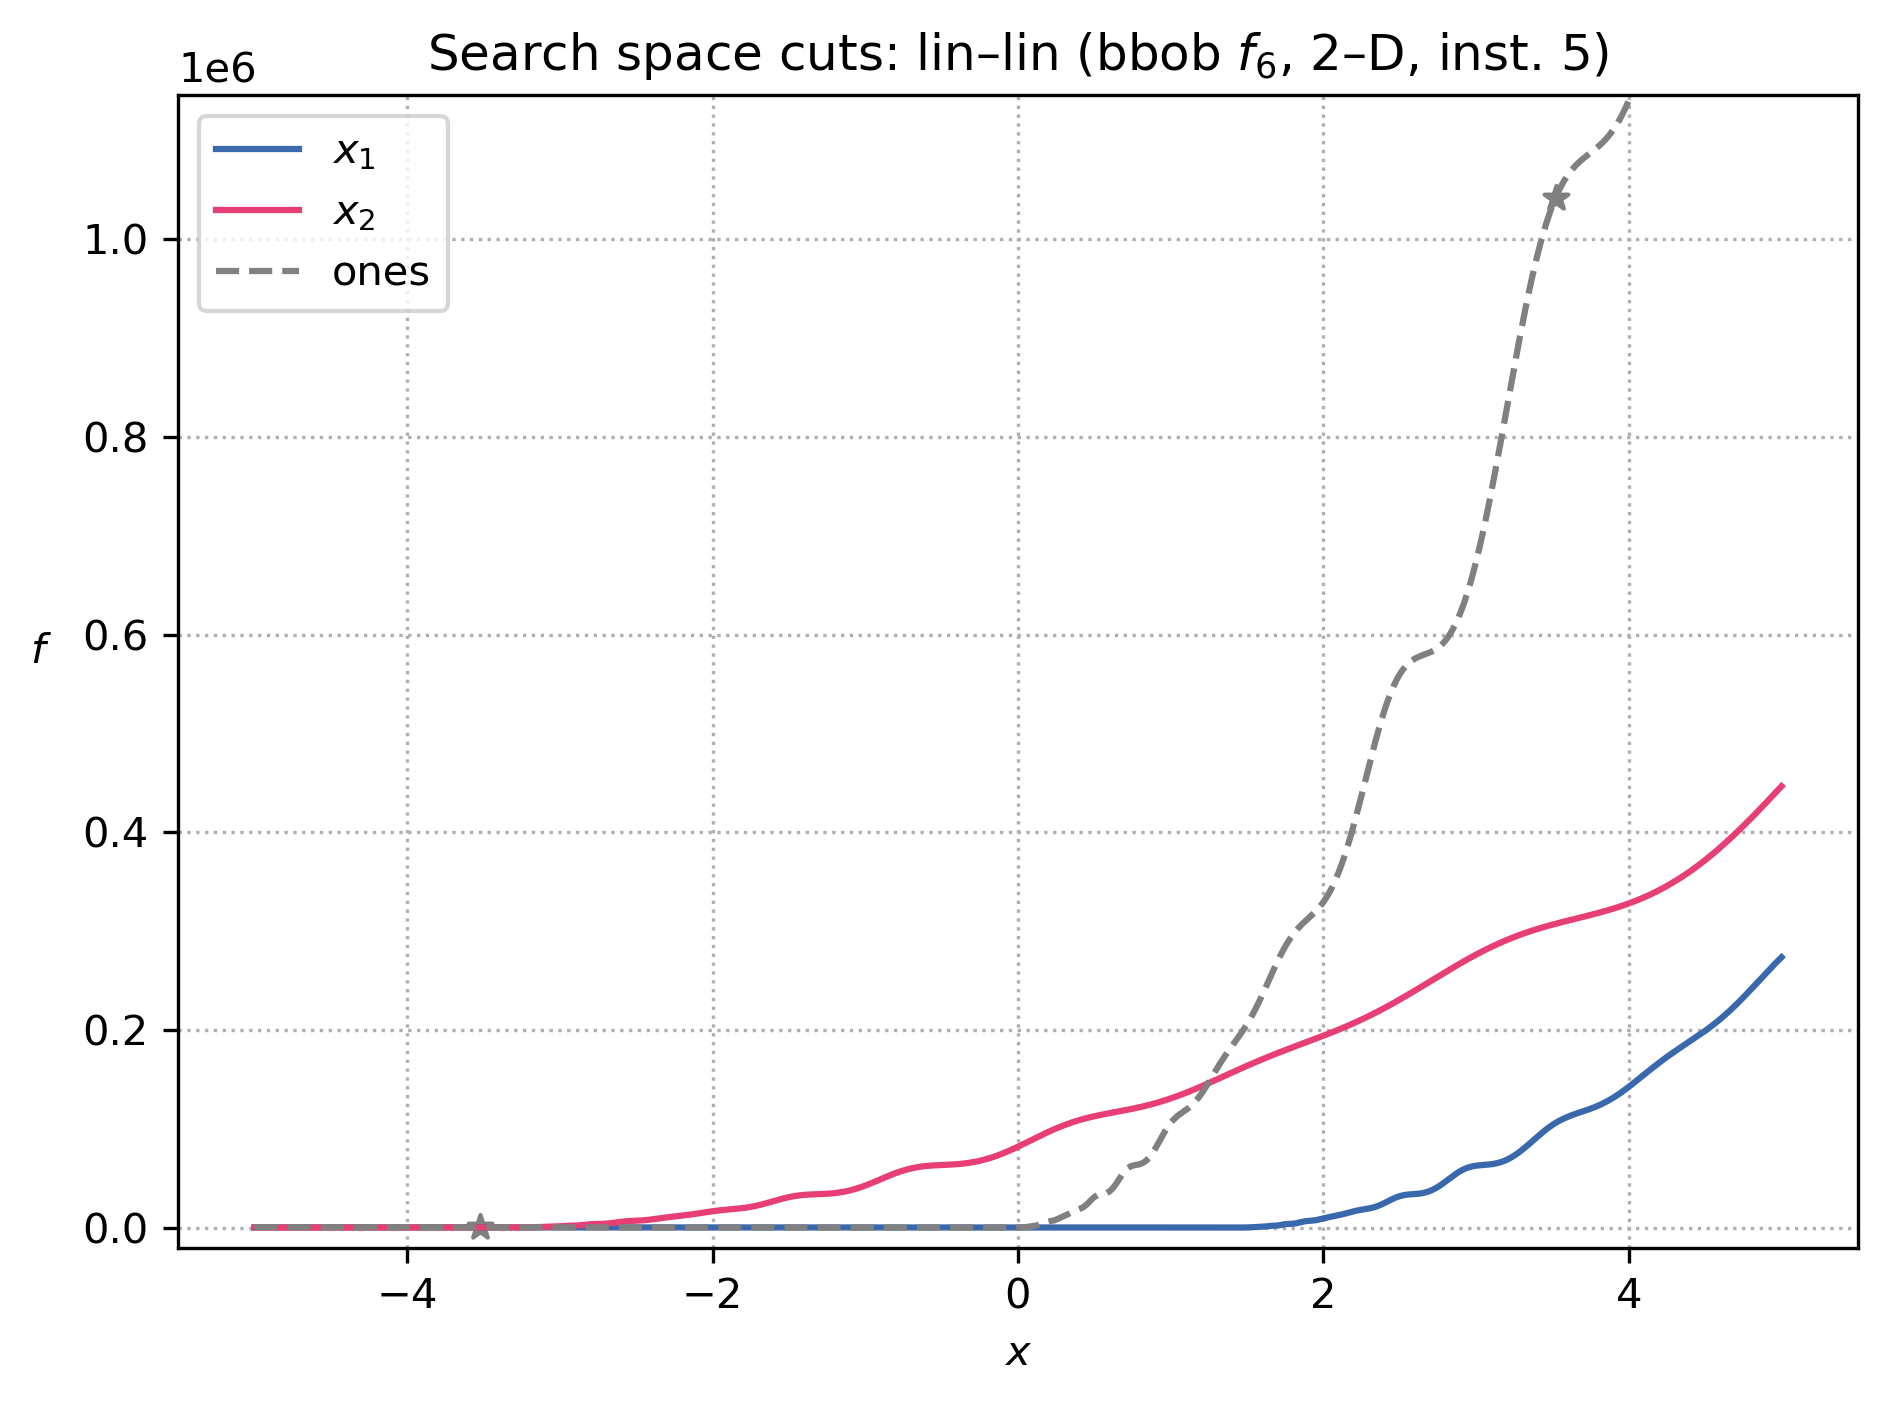 Search space cuts: lin–lin (bbob f₆, 2–D, inst. 5)
1e6
x₁
x₂
ones
1.0
0.8
0.6
0.4
0.2
0.0
f
−4 −2 0 2 4
x